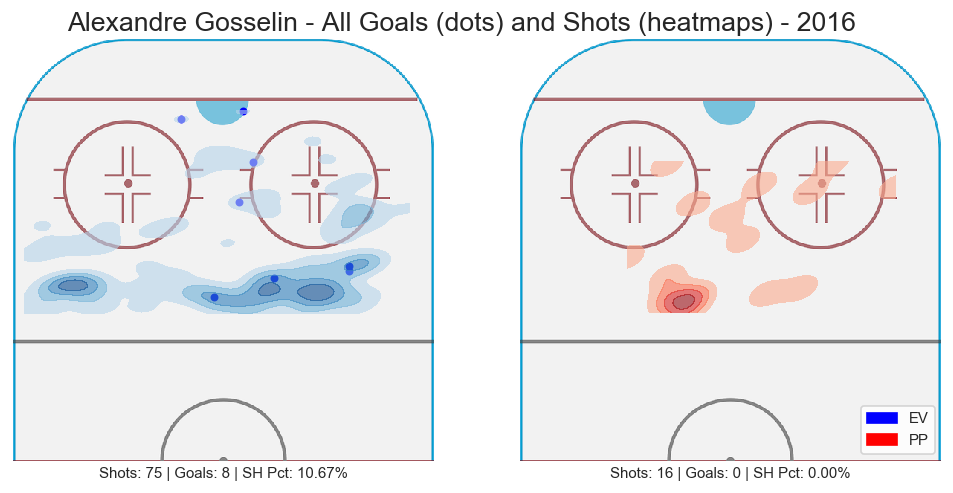 Alexandre Gosselin - All Goals (dots) and Shots (heatmaps) - 2016
EV
PP
Shots: 75 | Goals: 8 | SH Pct: 10.67%
Shots: 16 | Goals: 0 | SH Pct: 0.00%